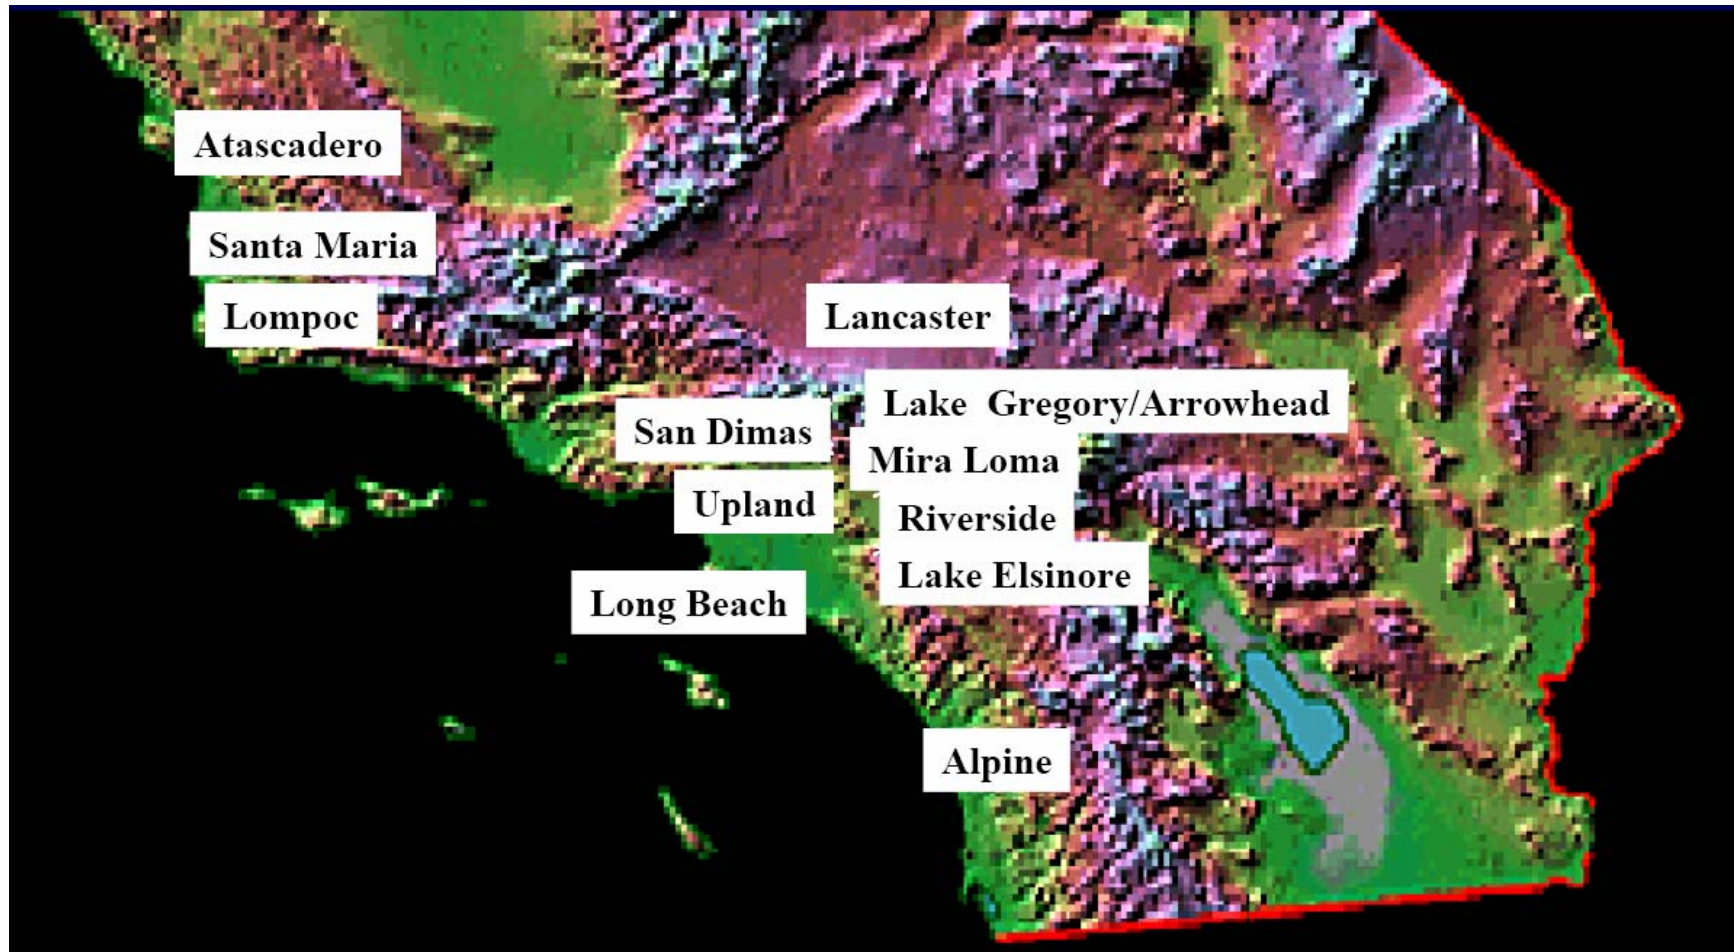 Atascadero
Santa Maria
Lompoc
Lancaster
Lake Gregory/Arrowhead
San Dimas
Mira Loma
Upland
Riverside
Lake Elsinore
Long Beach
Alpine